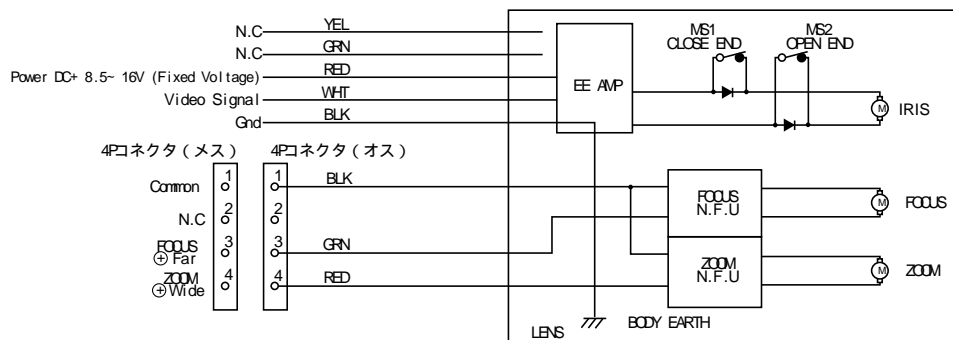 N.C YEL
N.C GRN
Power DC+ 8.5~ 16V (Fixed Voltage) RED
Video Signal WHT
Gnd BLK
EE AMP
MS1
CLOSE END
MS2
OPEN END
M IRIS
4Pコネクタ(メス) 4Pコネクタ(オス)
Common 1 1 BLK
N.C 2 2
FOCUS
+ Far 3 3 GRN
ZOOM
+ Wide 4 4 RED
FOCUS
N.F.U
M FOCUS
ZOOM
N.F.U
M ZOOM
LENS
BODY EARTH